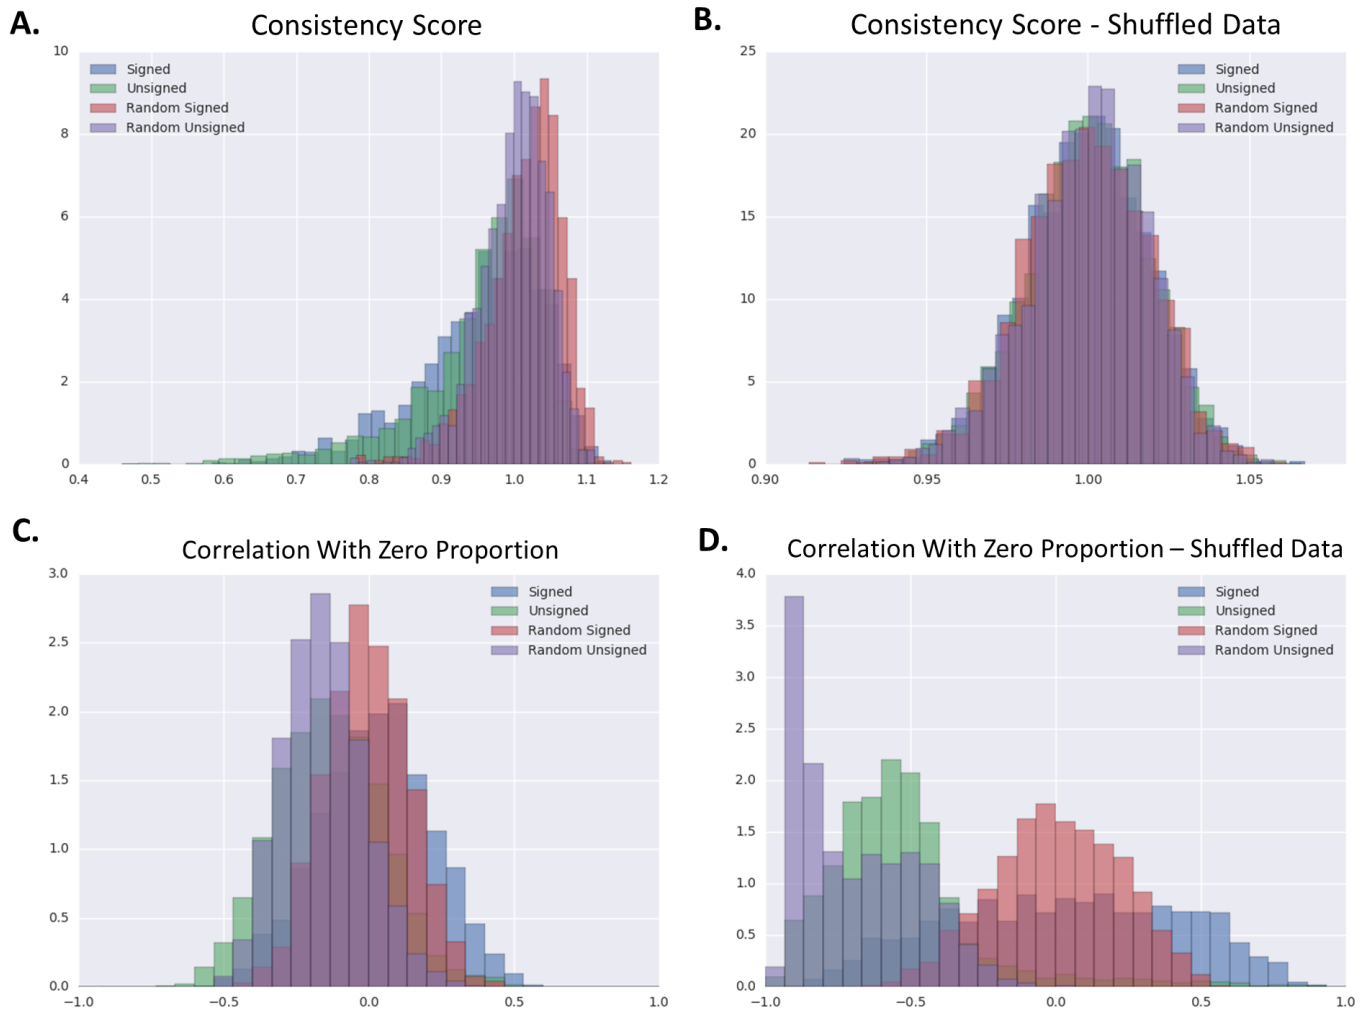 A.
Consistency Score
10
8
6
4
2
0
0.4 0.5 0.6 0.7 0.8 0.9 1.0 1.1 1.2
Signed
Unsigned
Random Signed
Random Unsigned
B.
Consistency Score - Shuffled Data
25
20
15
10
5
0
0.90 0.95 1.00 1.05
Signed
Unsigned
Random Signed
Random Unsigned
C.
Correlation With Zero Proportion
3.0
2.5
2.0
1.5
1.0
0.5
0.0
−1.0 −0.5 0.0 0.5 1.0
Signed
Unsigned
Random Signed
Random Unsigned
D.
Correlation With Zero Proportion – Shuffled Data
4.0
3.5
3.0
2.5
2.0
1.5
1.0
0.5
0.0
−1.0 −0.5 0.0 0.5 1.0
Signed
Unsigned
Random Signed
Random Unsigned